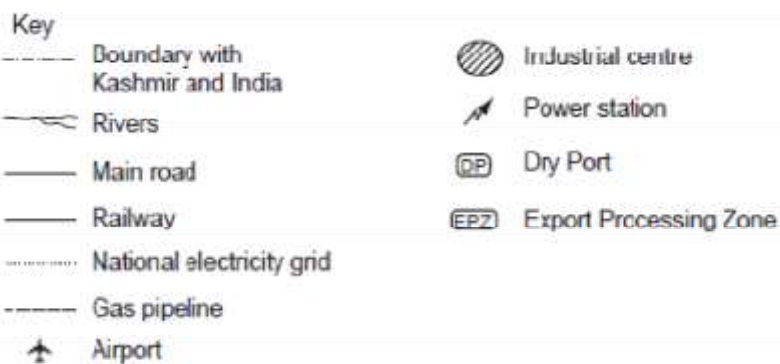 Key
Boundary with
Kashmir and India
Rivers
Main road
Railway
National electricity grid
Gas pipeline
Airport
Industrial centre
Power station
DP Dry Port
EPZ Export Processing Zone